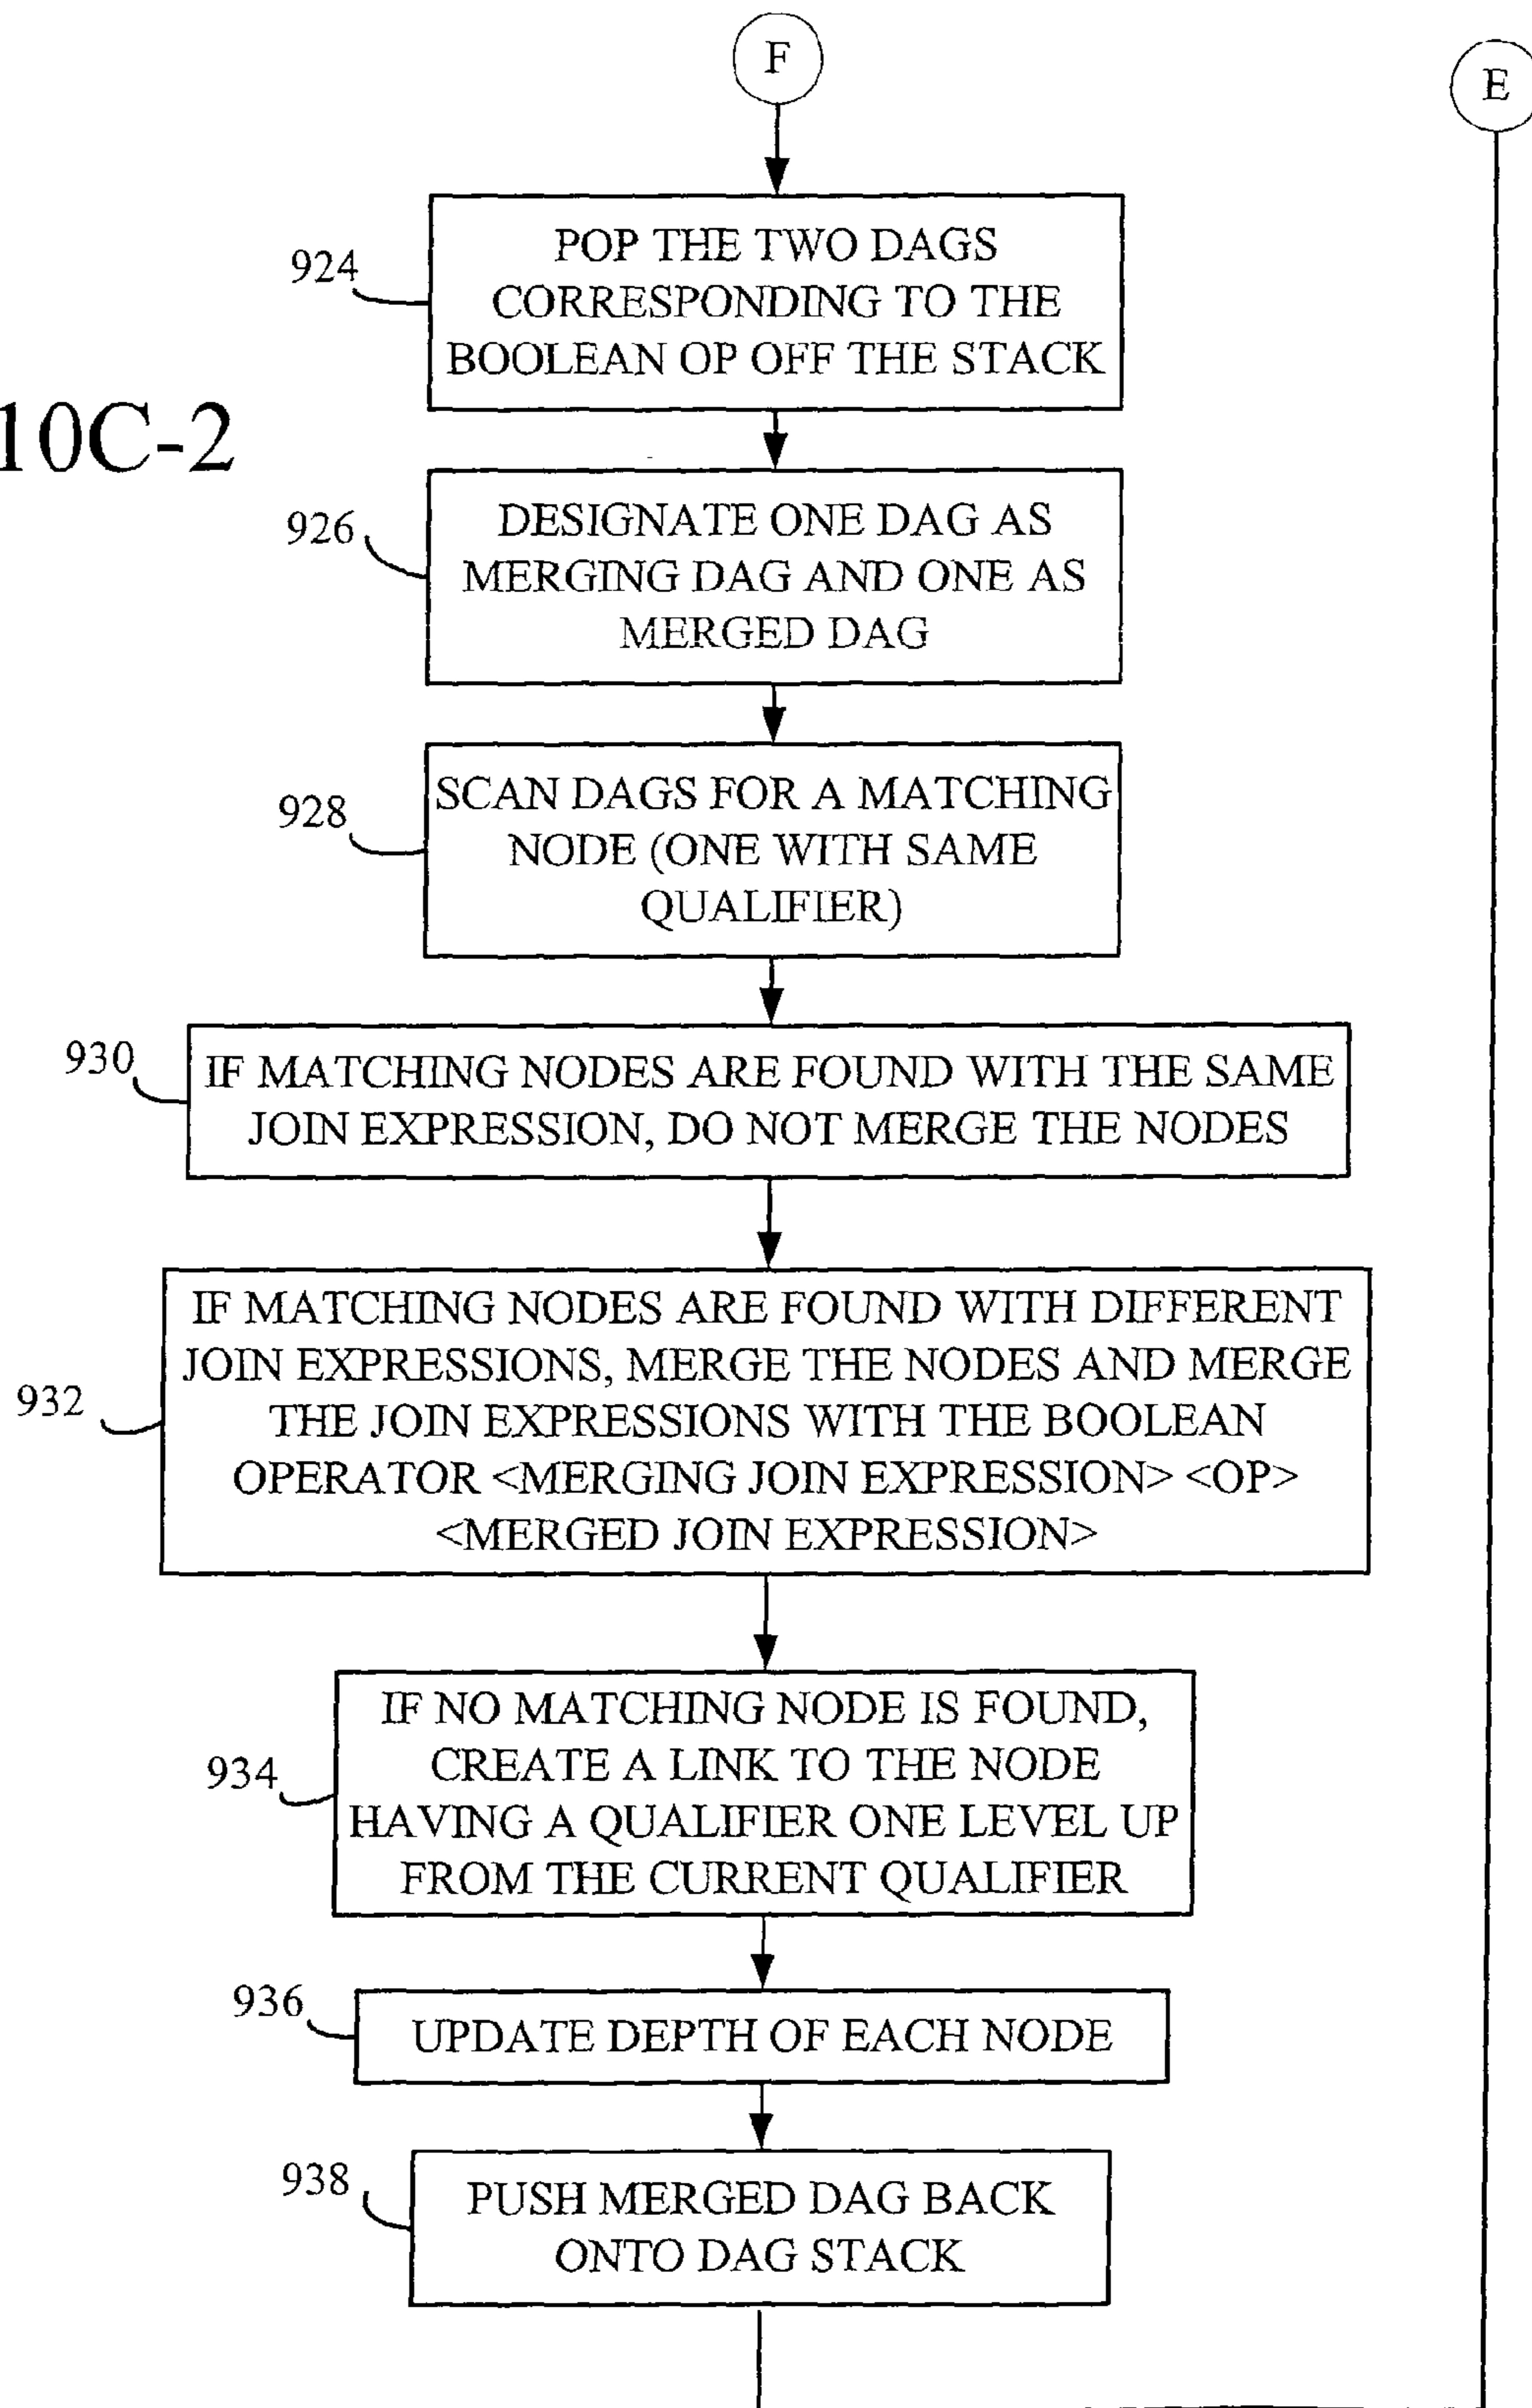 F
E
924
POP THE TWO DAGS
CORRESPONDING TO THE
BOOLEAN OP OFF THE STACK
10C-2
926
DESIGNATE ONE DAG AS
MERGING DAG AND ONE AS
MERGED DAG
928
SCAN DAGS FOR A MATCHING
NODE (ONE WITH SAME
QUALIFIER)
930
IF MATCHING NODES ARE FOUND WITH THE SAME
JOIN EXPRESSION, DO NOT MERGE THE NODES
932
IF MATCHING NODES ARE FOUND WITH DIFFERENT
JOIN EXPRESSIONS, MERGE THE NODES AND MERGE
THE JOIN EXPRESSIONS WITH THE BOOLEAN
OPERATOR <MERGING JOIN EXPRESSION> <OP>
<MERGED JOIN EXPRESSION>
934
IF NO MATCHING NODE IS FOUND,
CREATE A LINK TO THE NODE
HAVING A QUALIFIER ONE LEVEL UP
FROM THE CURRENT QUALIFIER
936
UPDATE DEPTH OF EACH NODE
938
PUSH MERGED DAG BACK
ONTO DAG STACK